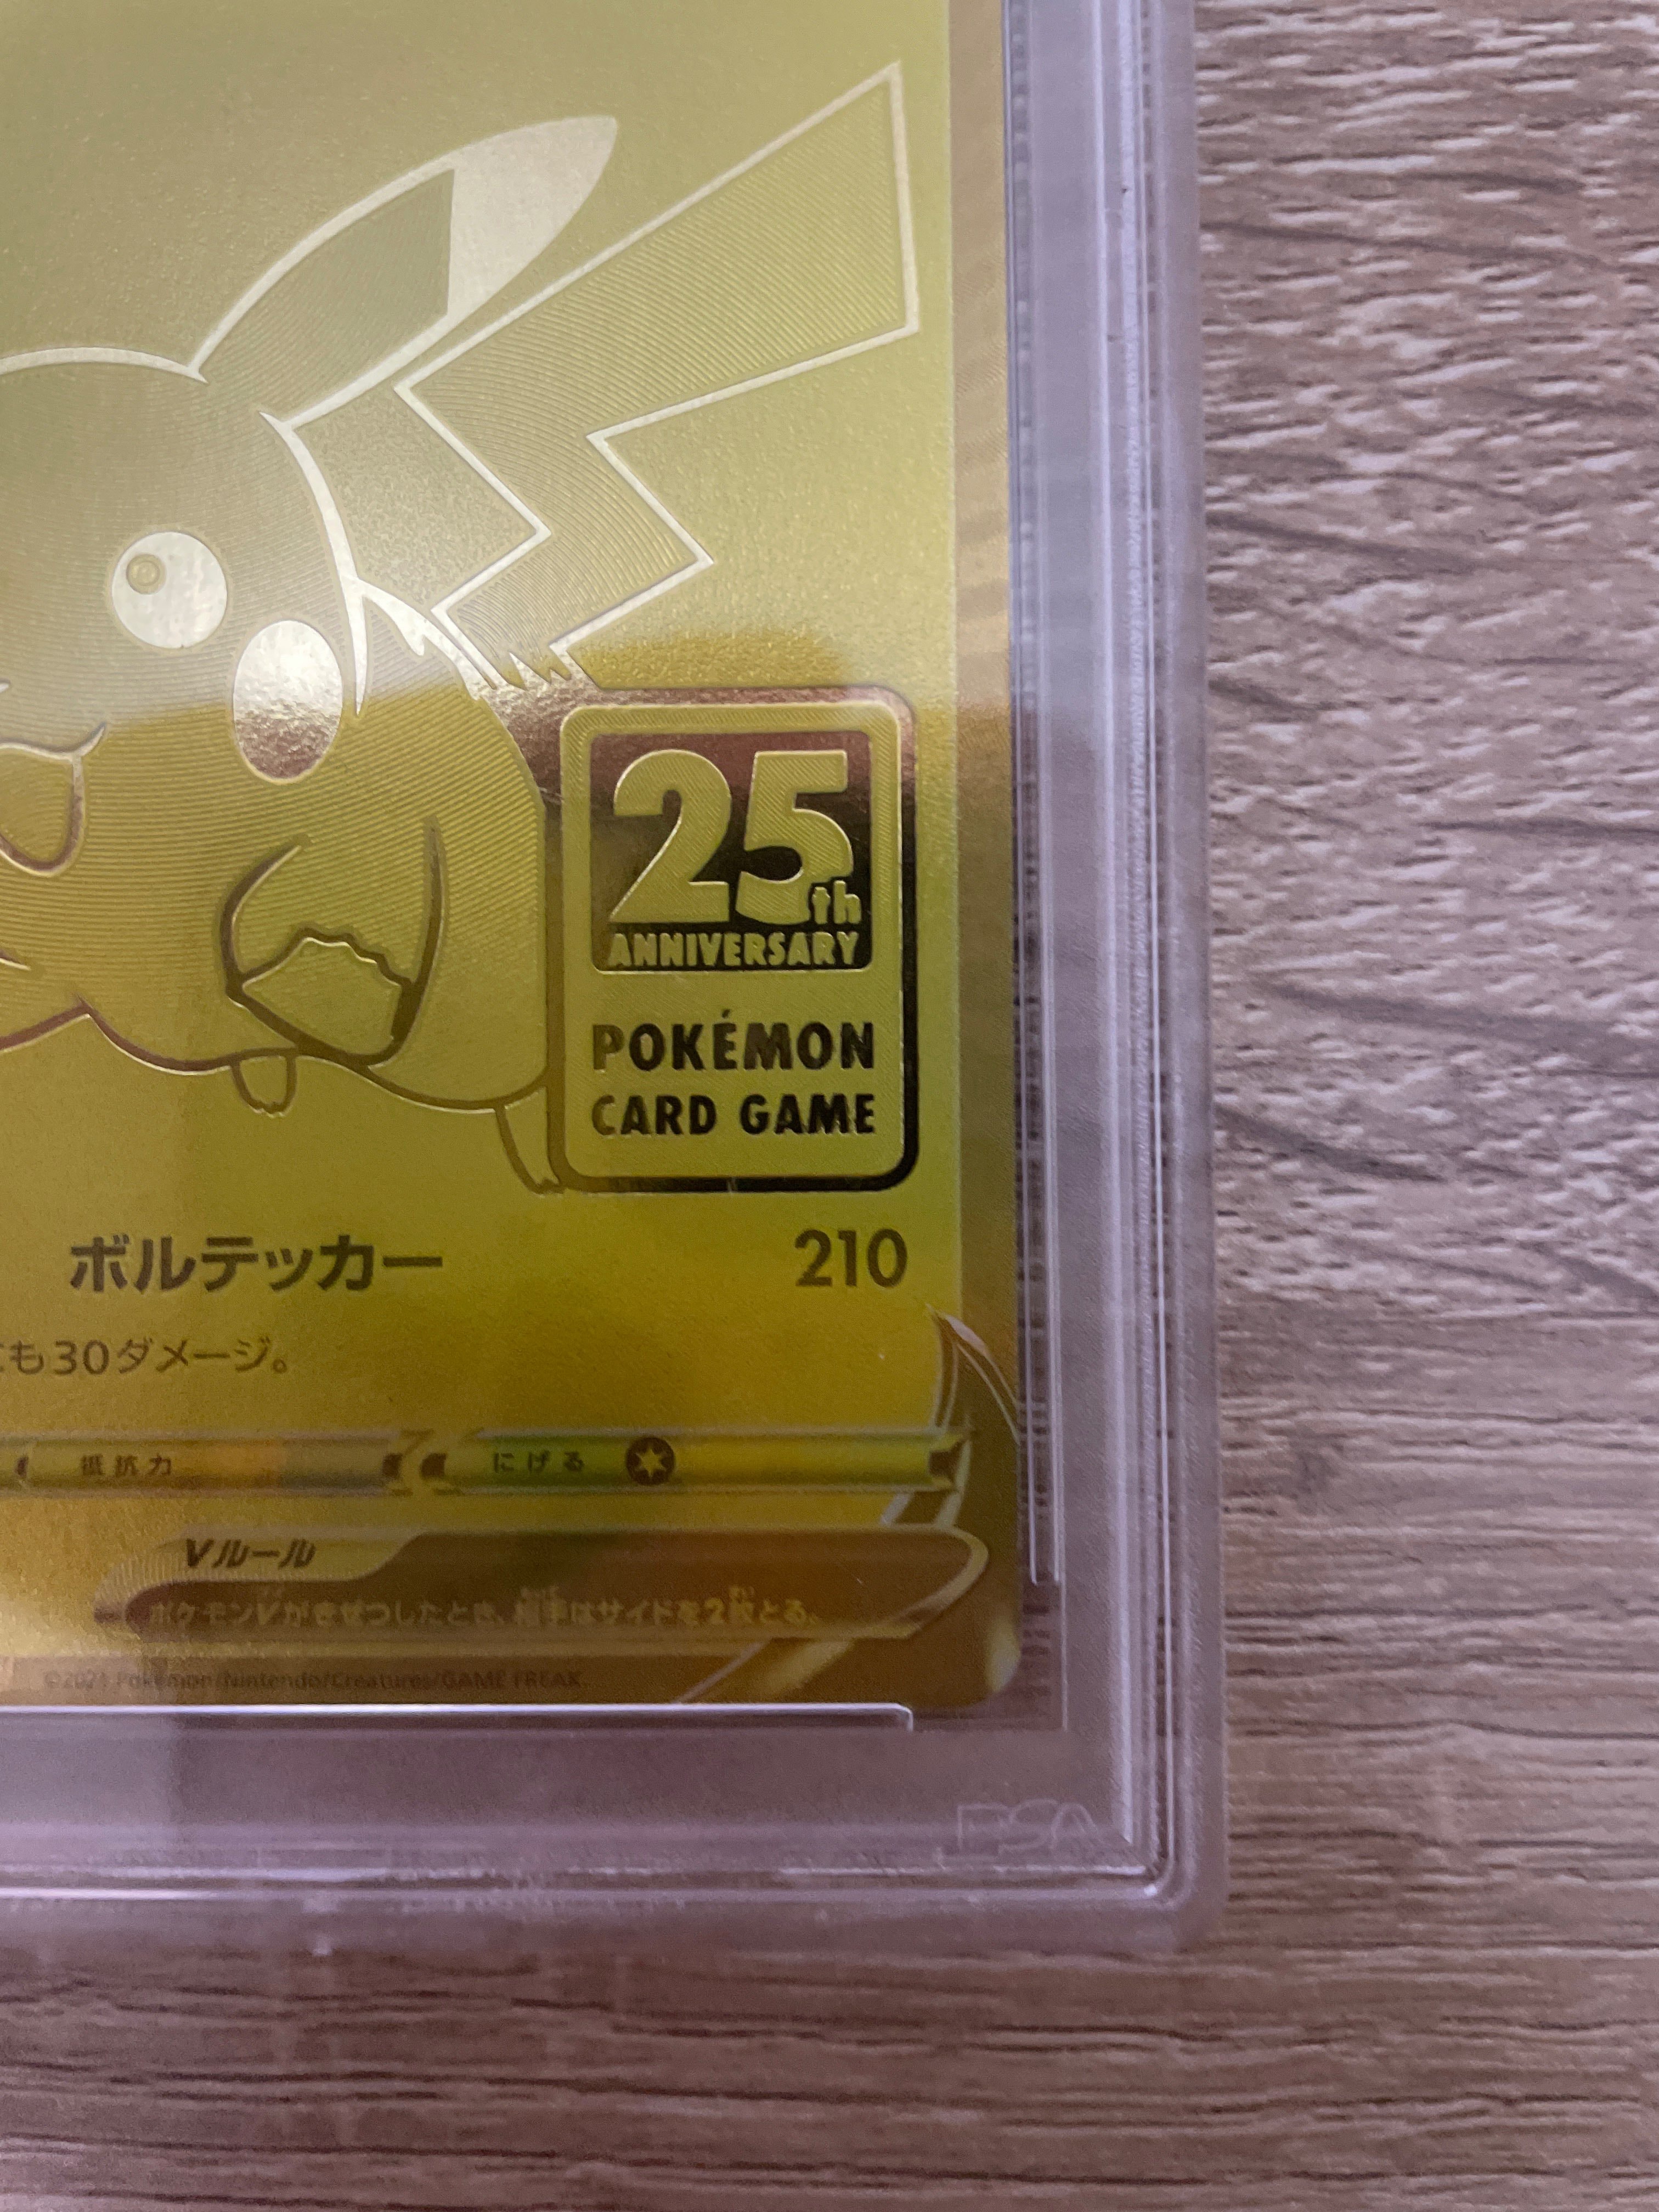 25th
ANNIVERSARY
POKÉMON
CARD GAME
ボルテッカー 210
も30ダメージ。
抵抗力 にげる
Vルール
ポケモンVがきぜつしたとき、相手はサイドを2枚とる。
©2021 Pokémon/Nintendo/Creatures/GAME FREAK.
PSA